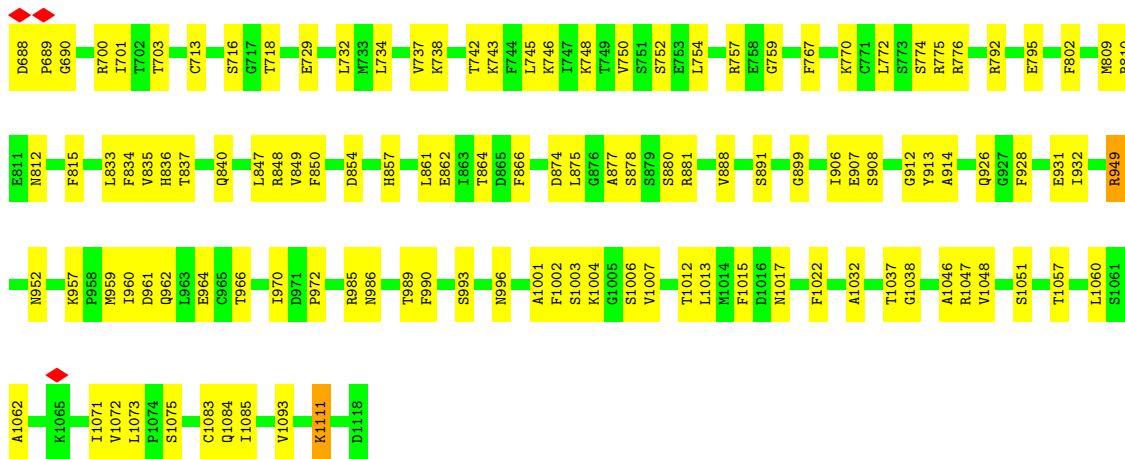 D688 P689 G690 R700 I701 T702 T703 C713 S716 G717 T718 E729 L732 M733 L734 V737 K738 T742 K743 F744 L745 K746 I747 K748 T749 V750 S751 S752 E753 L754 R757 E758 G759 F767 K770 C771 L772 S773 S774 R775 R776 R792 E795 F802 M809
E811 N812 F815 L833 F834 V835 H836 T837 Q840 L847 R848 V849 F850 D854 H857 L861 E862 I863 T864 D865 F866 D874 L875 G876 A877 S878 S879 S880 R881 V888 S891 G899 I906 E907 S908 G912 Y913 A914 Q926 G927 F928 E931 I932 R949
N952 K957 P958 M959 I960 D961 Q962 L963 E964 C965 T966 I970 D971 P972 R985 N986 T989 F990 S993 N996 A1001 F1002 S1003 K1004 G1005 S1006 V1007 T1012 L1013 M1014 F1015 D1016 N1017 F1022 A1032 T1037 G1038 A1046 R1047 V1048 S1051 T1057 L1060 S1061
A1062 K1065 I1071 V1072 L1073 P1074 S1075 C1083 Q1084 I1085 V1093 K1111 D1118